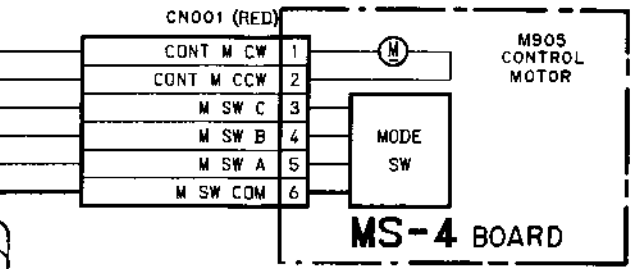 CN001 (RED)
CONT M CW 1
CONT M CCW 2
M SW C 3
M SW B 4
M SW A 5
M SW COM 6
M
M905
CONTROL
MOTOR
MODE
SW
MS-4 BOARD